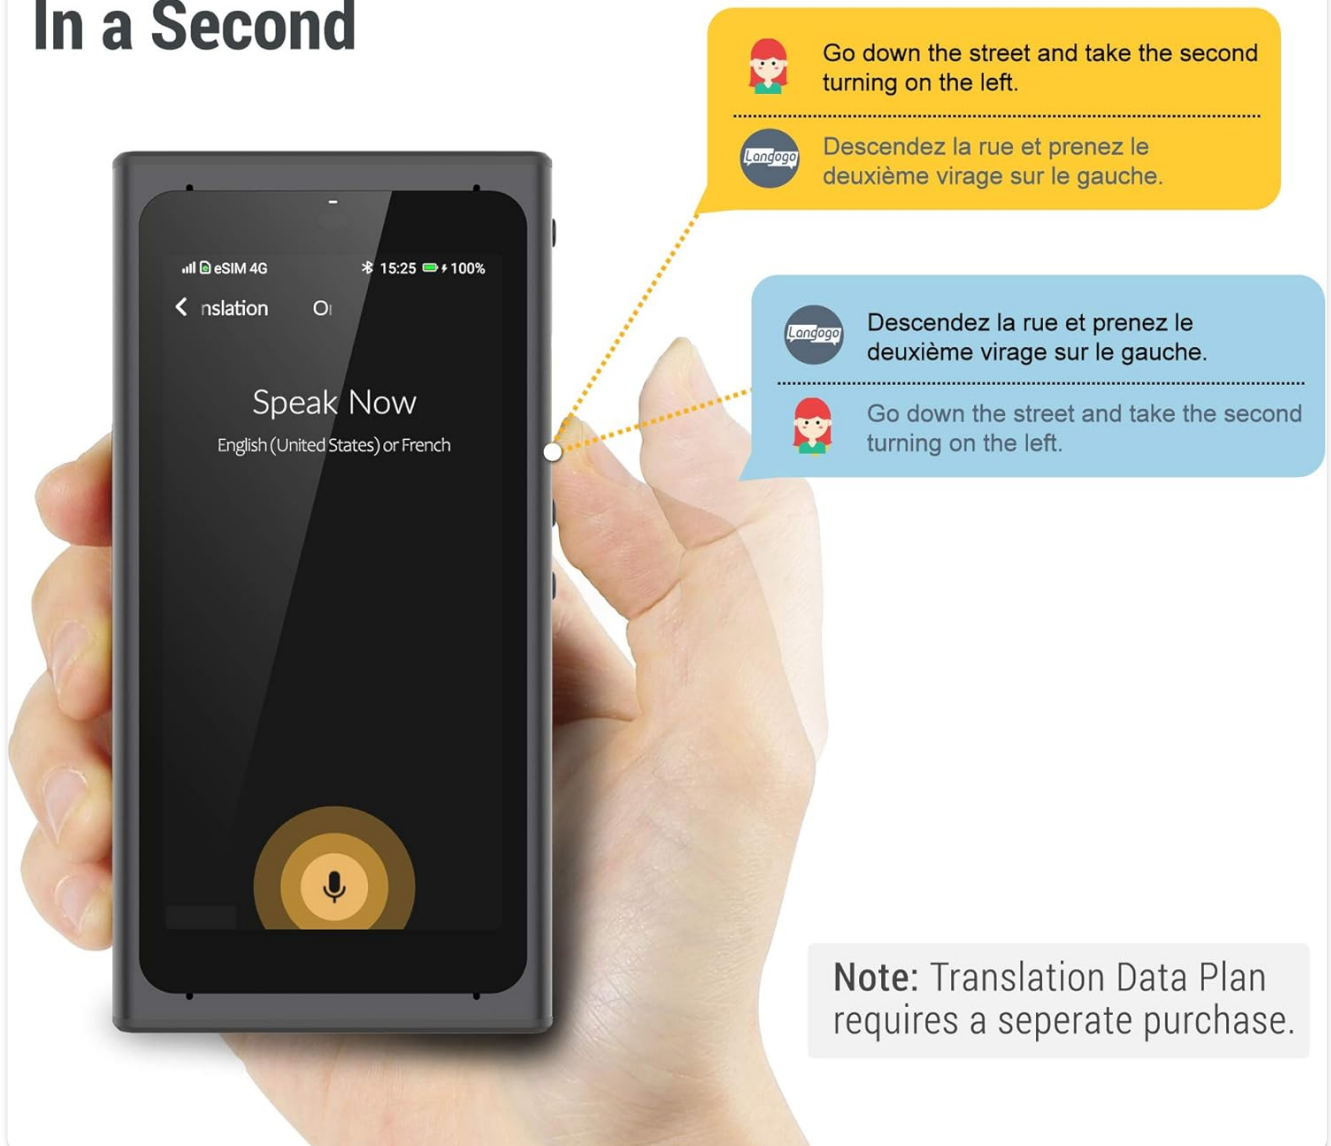 In a Second
Go down the street and take the second
turning on the left.
Langogo
Descendez la rue et prenez le
deuxième virage sur le gauche.
eSIM 4G
15:25
100%
nslation
Speak Now
English (United States) or French
Langogo
Descendez la rue et prenez le
deuxième virage sur le gauche.
Go down the street and take the second
turning on the left.
Note: Translation Data Plan
requires a seperate purchase.